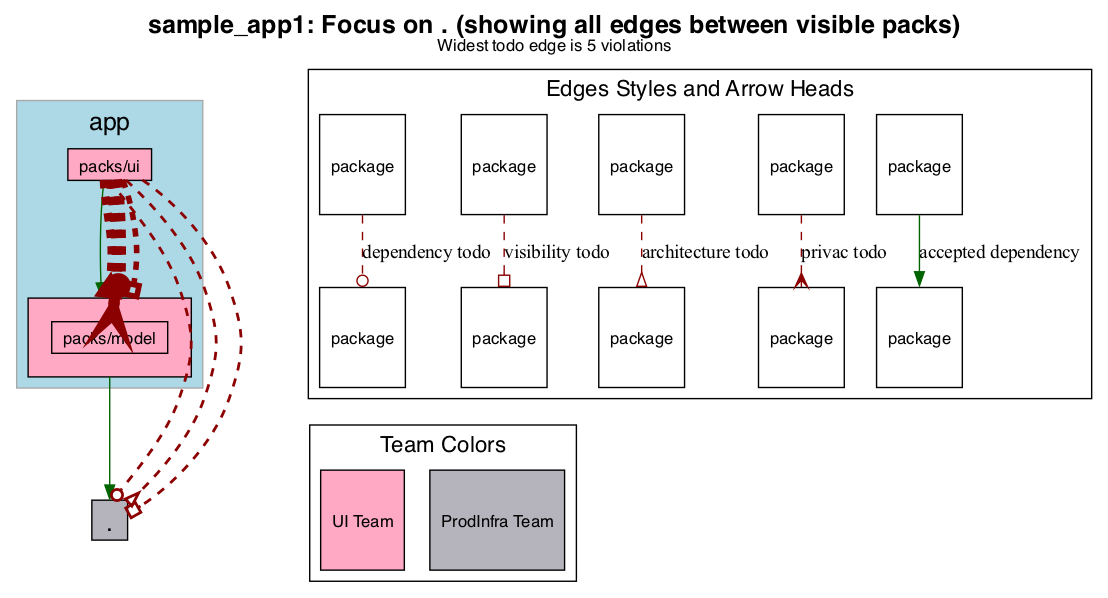 sample_app1: Focus on . (showing all edges between visible packs)
Widest todo edge is 5 violations
app
packs/ui
packs/model
.
Edges Styles and Arrow Heads
package package package package package
dependency todo visibility todo architecture todo privac todo accepted dependency
package package package package package
Team Colors
UI Team ProdInfra Team